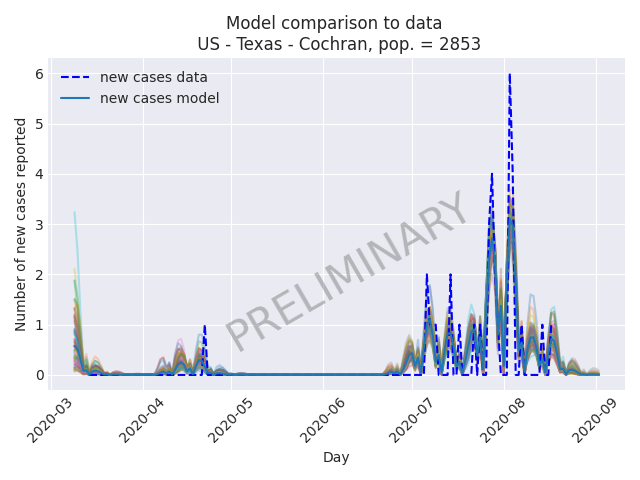 Model comparison to data
US - Texas - Cochran, pop. = 2853
new cases data
new cases model
PRELIMINARY
Number of new cases reported
6
5
4
3
2
1
0
2020-03
2020-04
2020-05
2020-06
2020-07
2020-08
2020-09
Day